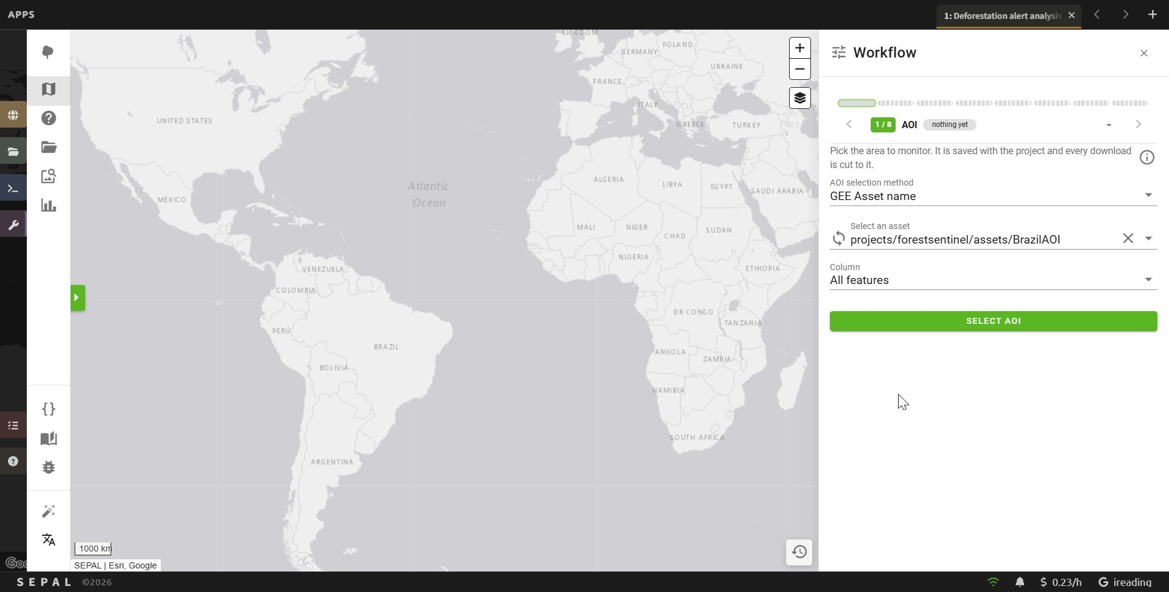 APPS
1: Deforestation alert analysis
Workflow
1 / 8 AOI nothing yet
Pick the area to monitor. It is saved with the project and every download
is cut to it.
AOI selection method
GEE Asset name
Select an asset
projects/forestsentinel/assets/BrazilAOI
Column
All features
SELECT AOI
KINGDOM
POLAND
GERMANY
UKRAINE
FRANCE
ITALY
GREECE
TURKEY
UNITED STATES
Atlantic
Ocean
MÉXICO
ALGERIA
LIBYA
EGYPT
SAUDI ARABIA
MALI
NIGER
CHAD
SUDAN
NIGERIA
ETHIOPIA
VENEZUELA
COLOMBIA
DR CONGO
TANZANIA
PERU
BRAZIL
BOLIVIA
ANGOLA
ZAMBIA
NAMIBIA
SOUTH AFRICA
ARGENTINA
1000 km
SEPAL | Esri, Google
SEPAL ©2026
$ 0.23/h
ireading